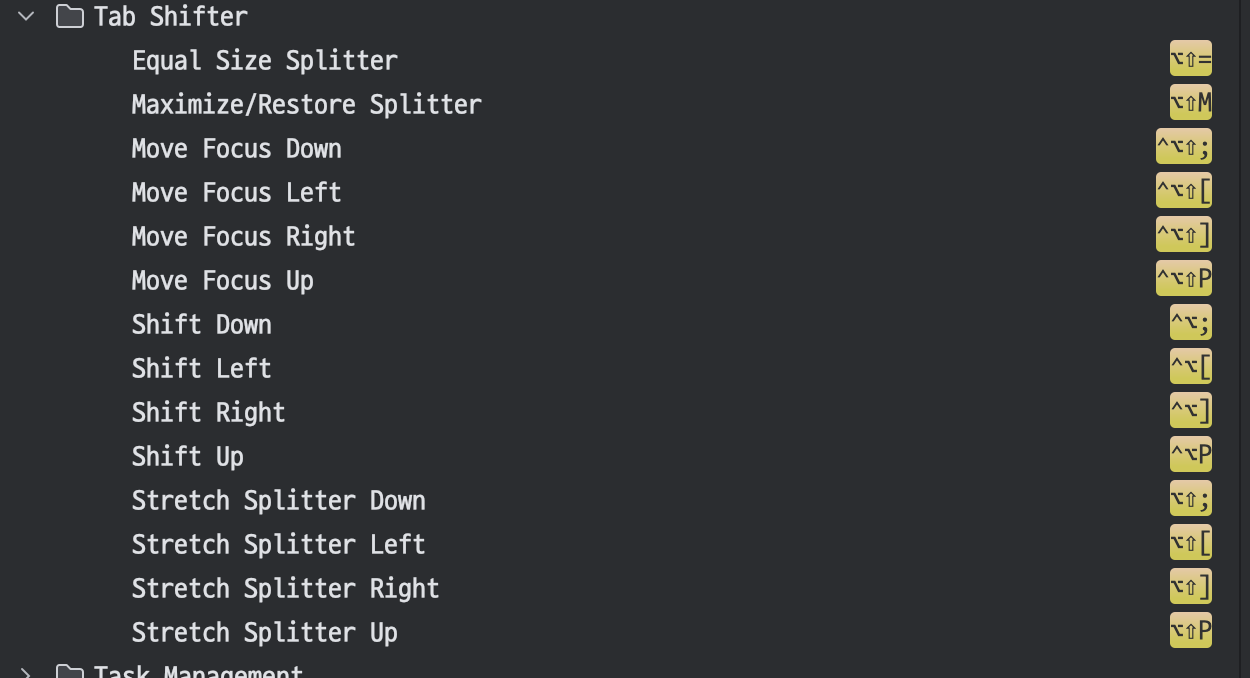 Tab Shifter
Equal Size Splitter ⌥⇧=
Maximize/Restore Splitter ⌥⇧M
Move Focus Down ^⌥⇧;
Move Focus Left ^⌥⇧[
Move Focus Right ^⌥⇧]
Move Focus Up ^⌥⇧P
Shift Down ^⌥;
Shift Left ^⌥[
Shift Right ^⌥]
Shift Up ^⌥P
Stretch Splitter Down ⌥⇧;
Stretch Splitter Left ⌥⇧[
Stretch Splitter Right ⌥⇧]
Stretch Splitter Up ⌥⇧P
Task Management